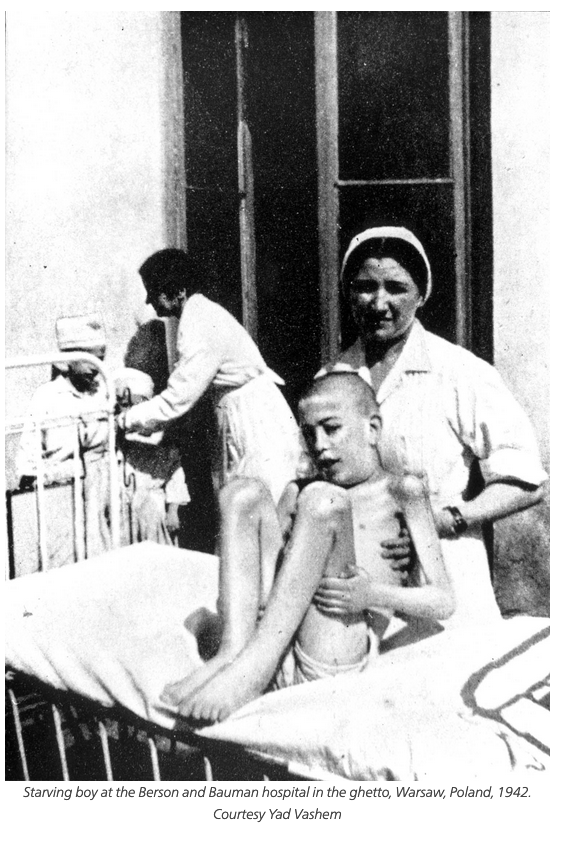 Starving boy at the Berson and Bauman hospital in the ghetto, Warsaw, Poland, 1942.
Courtesy Yad Vashem